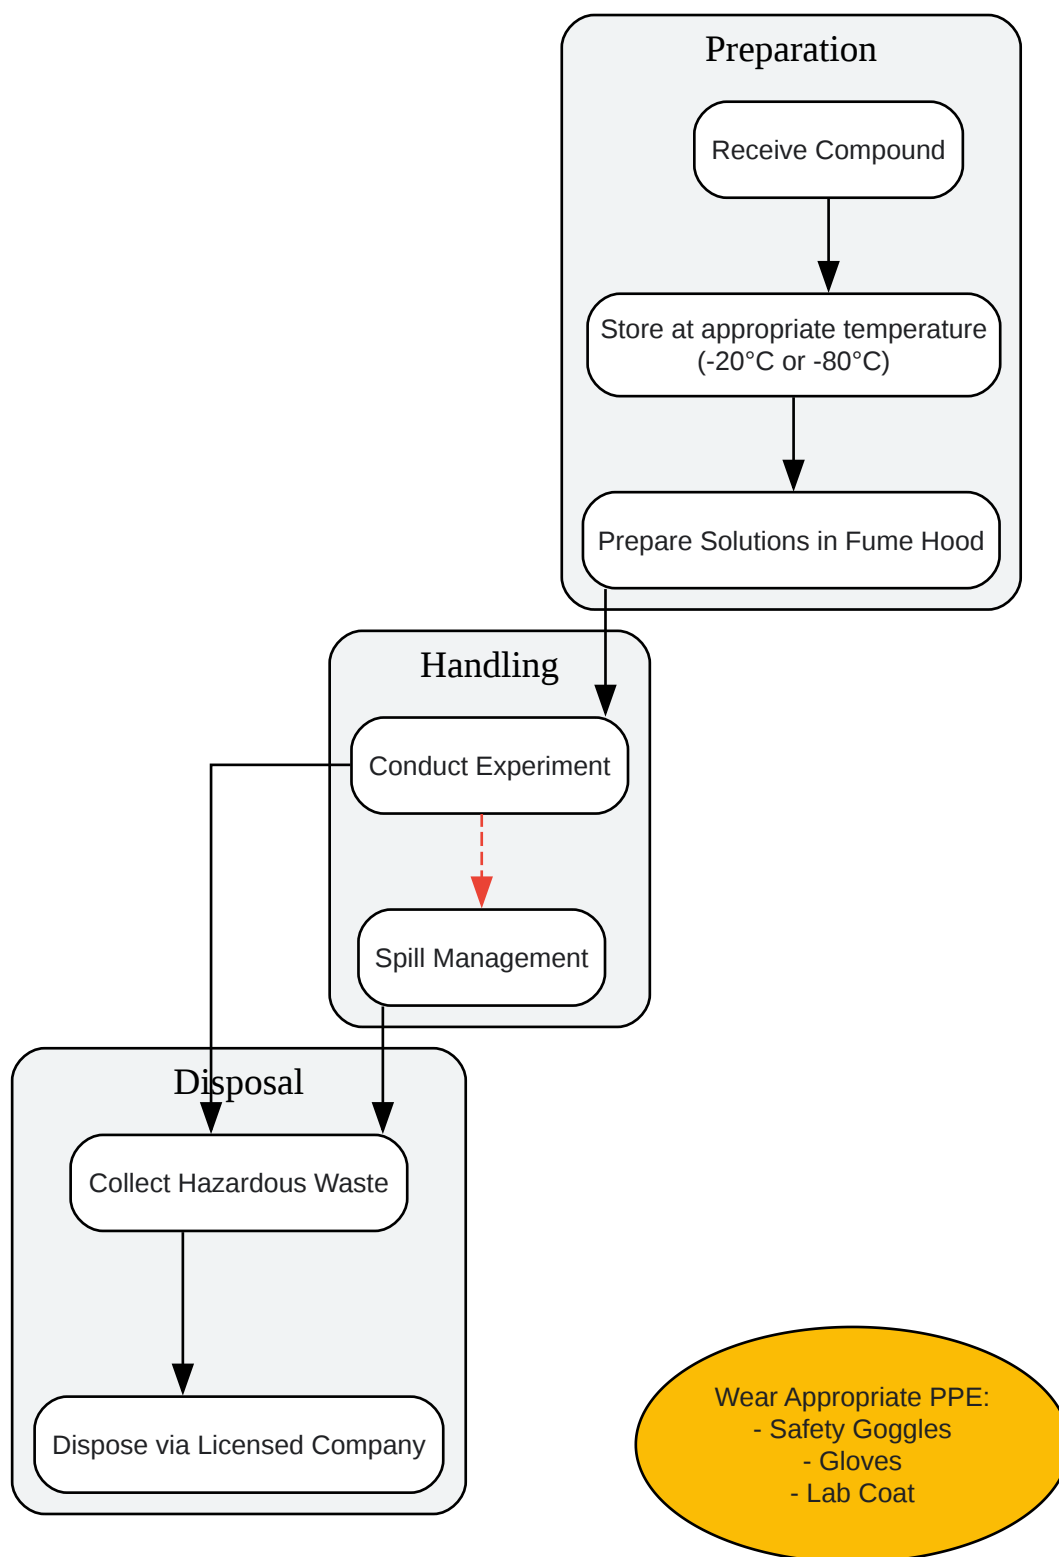 Preparation
Receive Compound
Store at appropriate temperature
(-20°C or -80°C)
Prepare Solutions in Fume Hood
Handling
Conduct Experiment
Spill Management
Disposal
Collect Hazardous Waste
Dispose via Licensed Company
Wear Appropriate PPE:
- Safety Goggles
- Gloves
- Lab Coat